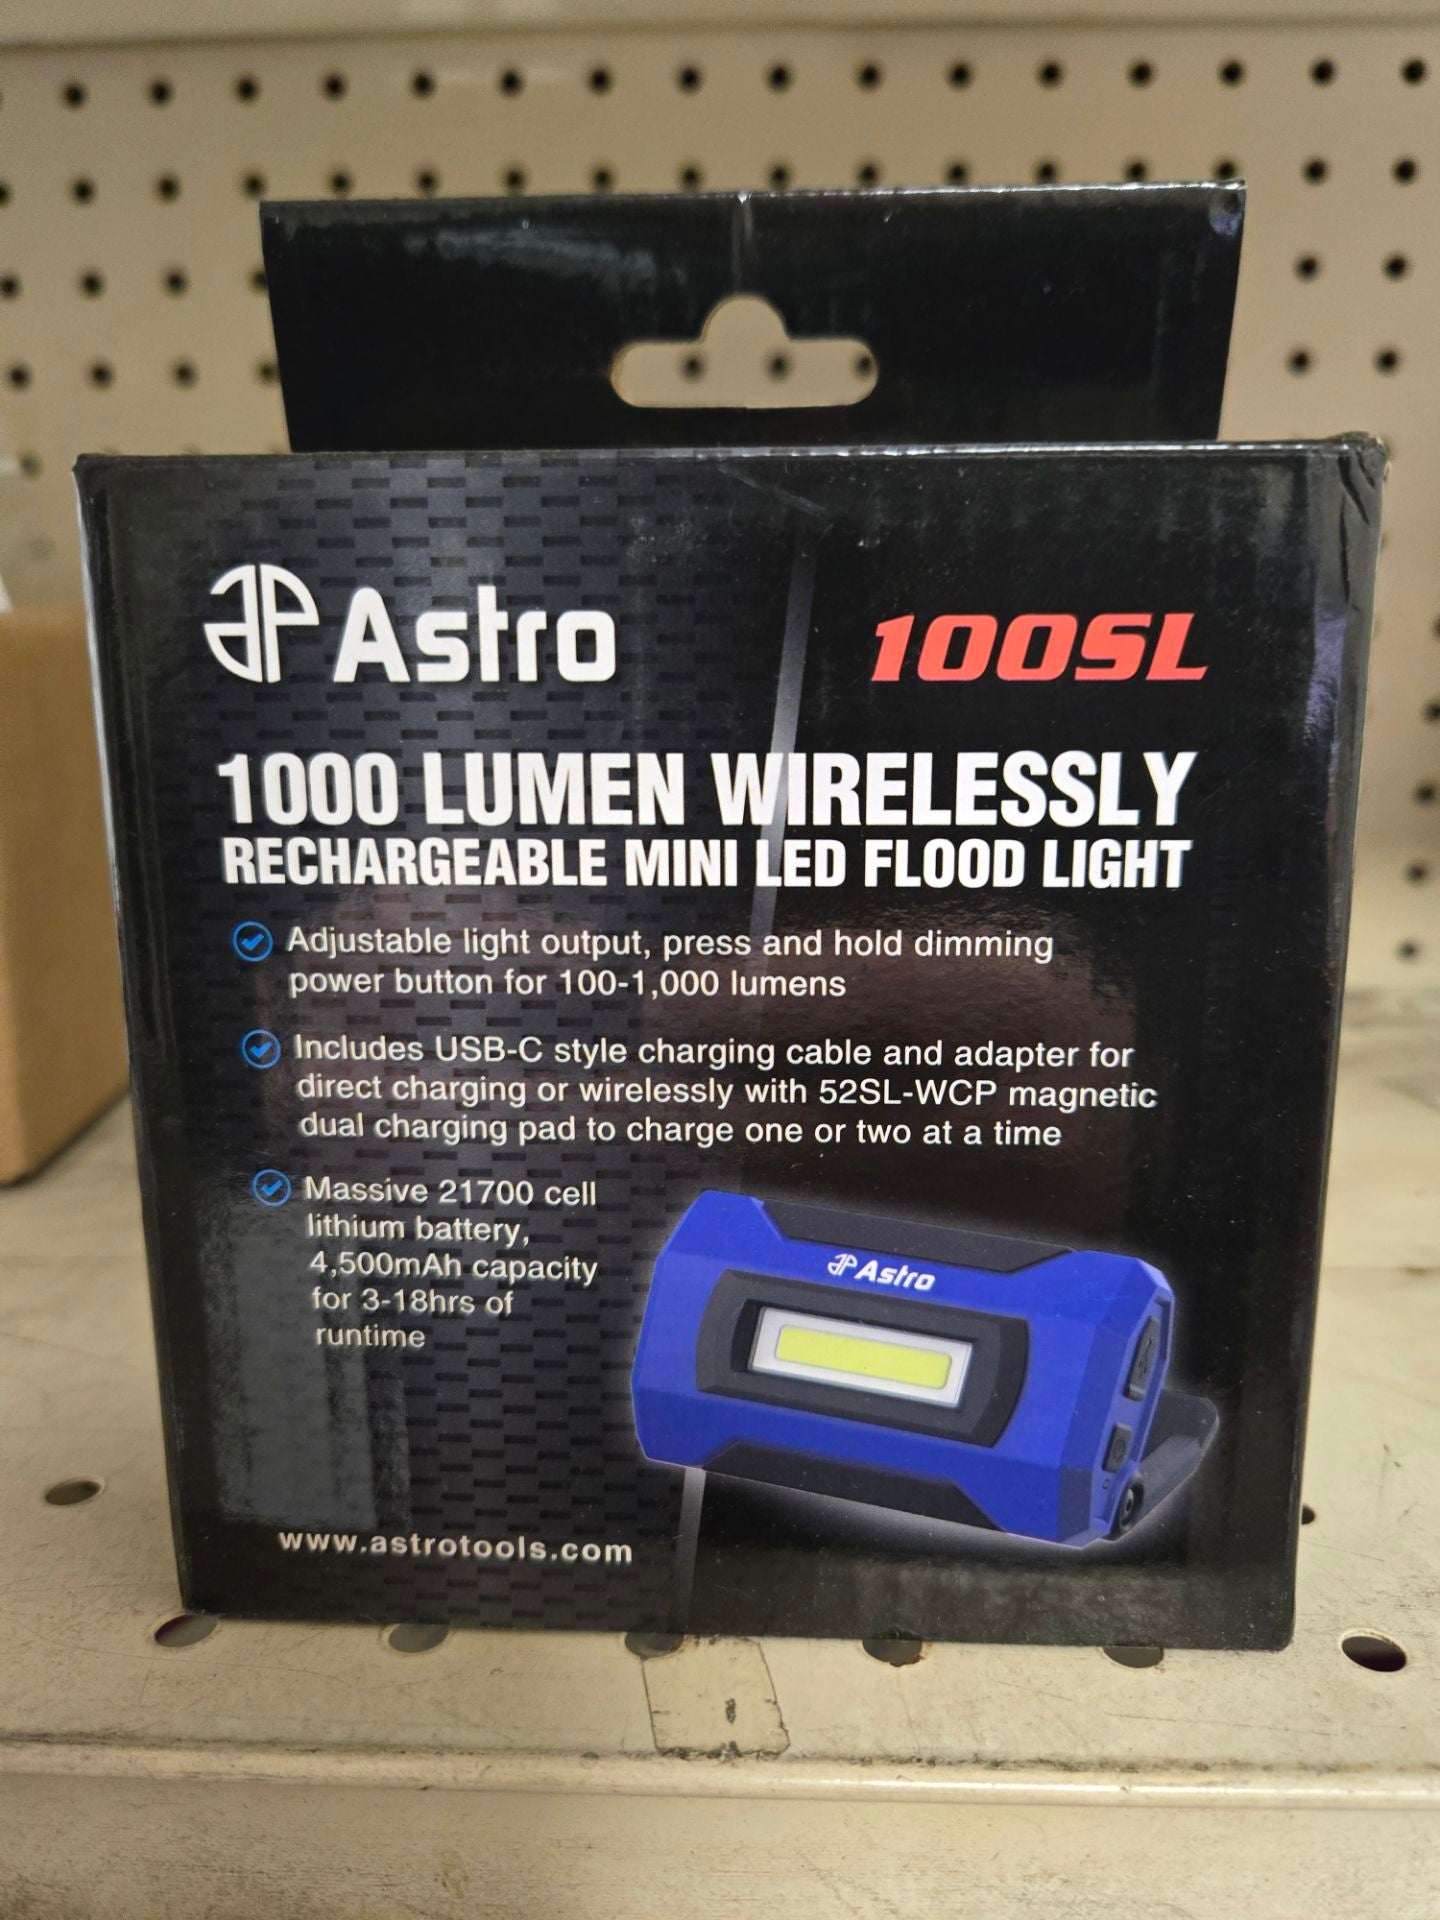 Astro
100SL
1000 LUMEN WIRELESSLY
RECHARGEABLE MINI LED FLOOD LIGHT
Adjustable light output, press and hold dimming
power button for 100-1,000 lumens
Includes USB-C style charging cable and adapter for
direct charging or wirelessly with 52SL-WCP magnetic
dual charging pad to charge one or two at a time
Massive 21700 cell
lithium battery,
4,500mAh capacity
for 3-18hrs of
runtime
Astro
www.astrotools.com